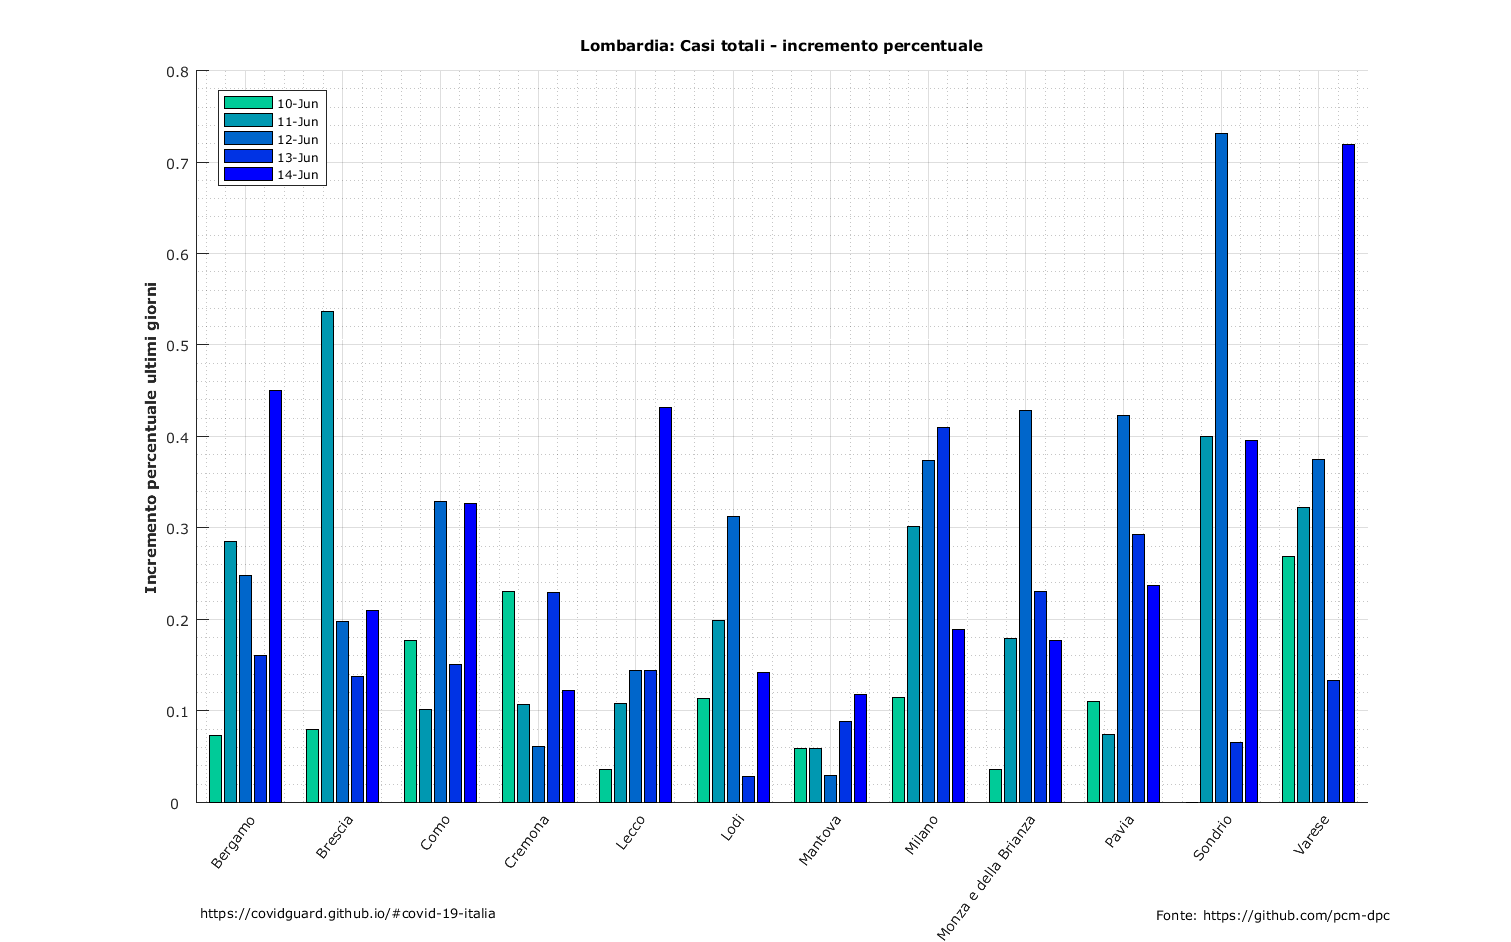 Lombardia: Casi totali - incremento percentuale
0.8
0.7
0.6
0.5
0.4
0.3
0.2
0.1
0
Incremento percentuale ultimi giorni
10-Jun
11-Jun
12-Jun
13-Jun
14-Jun
Bergamo
Brescia
Como
Cremona
Lecco
Lodi
Mantova
Milano
Monza e della Brianza
Pavia
Sondrio
Varese
https://covidguard.github.io/#covid-19-italia
Fonte: https://github.com/pcm-dpc